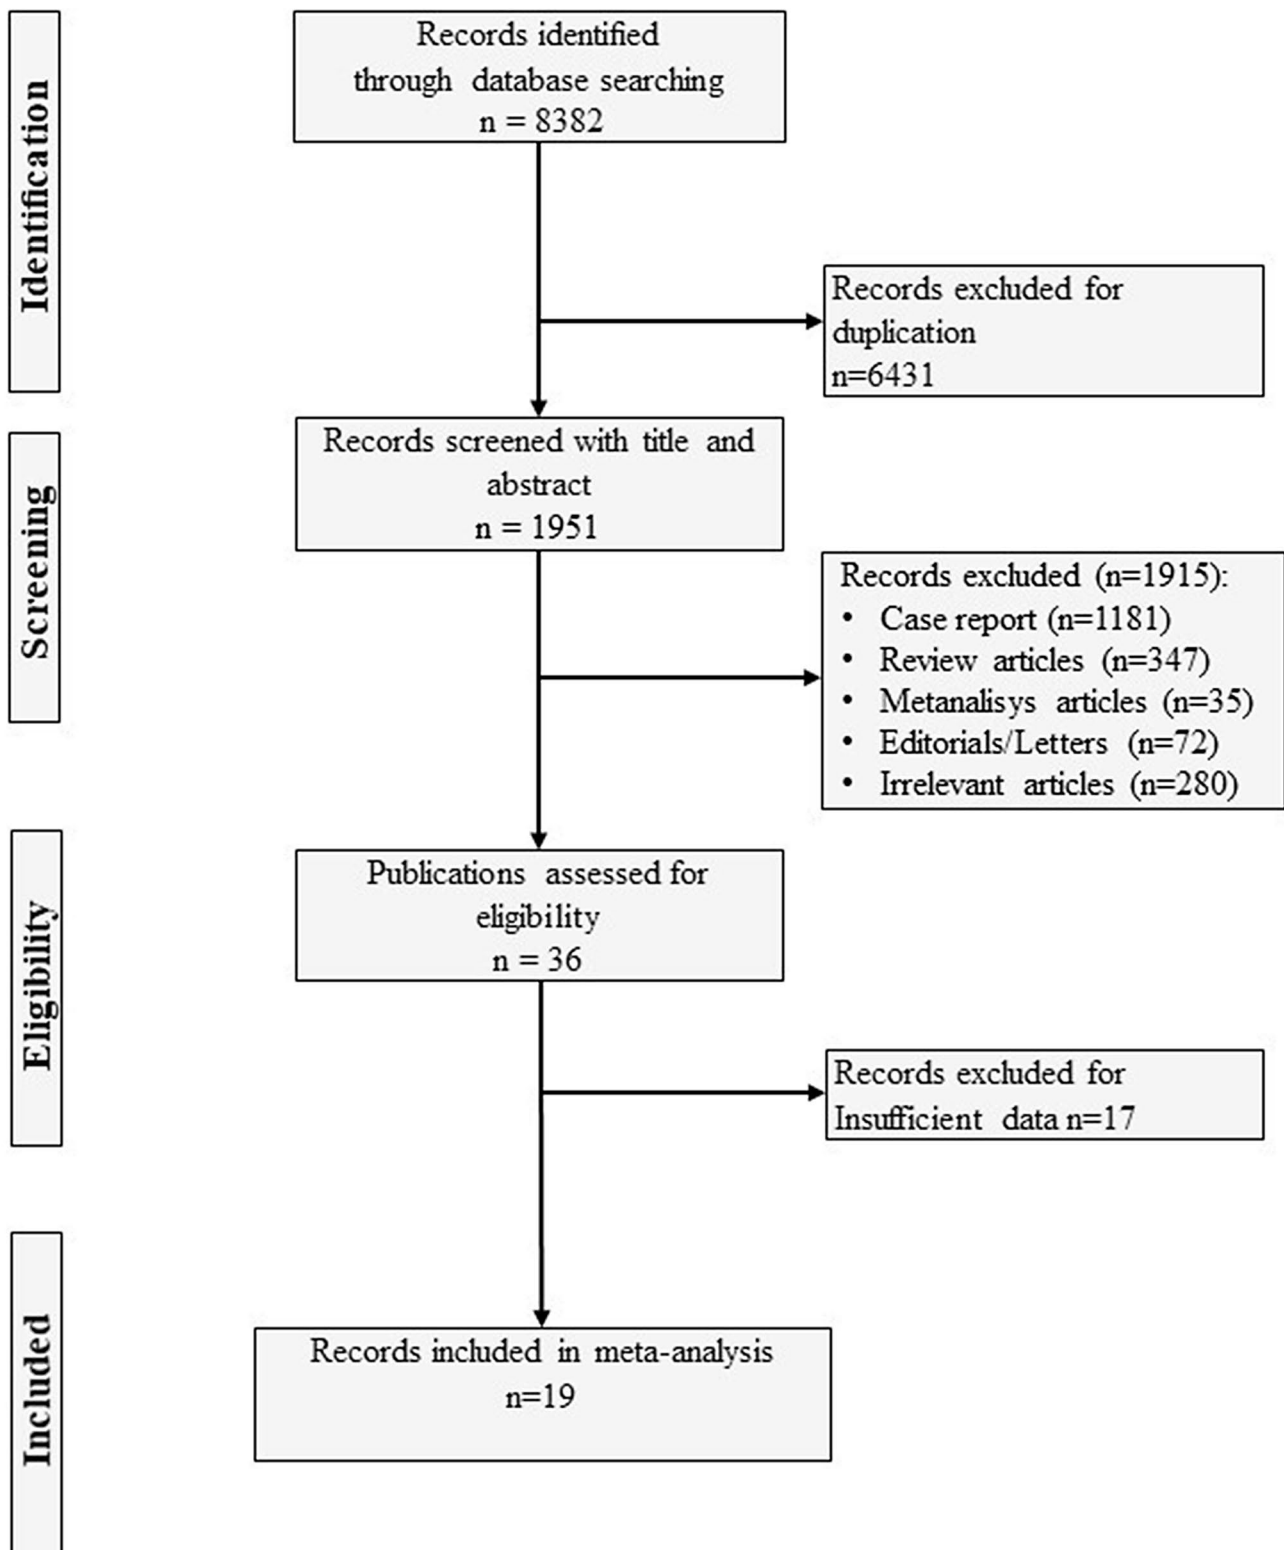 Identification
Records identified
through database searching
n = 8382
Records excluded for
duplication
n=6431
Screening
Records screened with title and
abstract
n = 1951
Records excluded (n=1915):
• Case report (n=1181)
• Review articles (n=347)
• Metanalisys articles (n=35)
• Editorials/Letters (n=72)
• Irrelevant articles (n=280)
Eligibility
Publications assessed for
eligibility
n = 36
Records excluded for
Insufficient data n=17
Included
Records included in meta-analysis
n=19